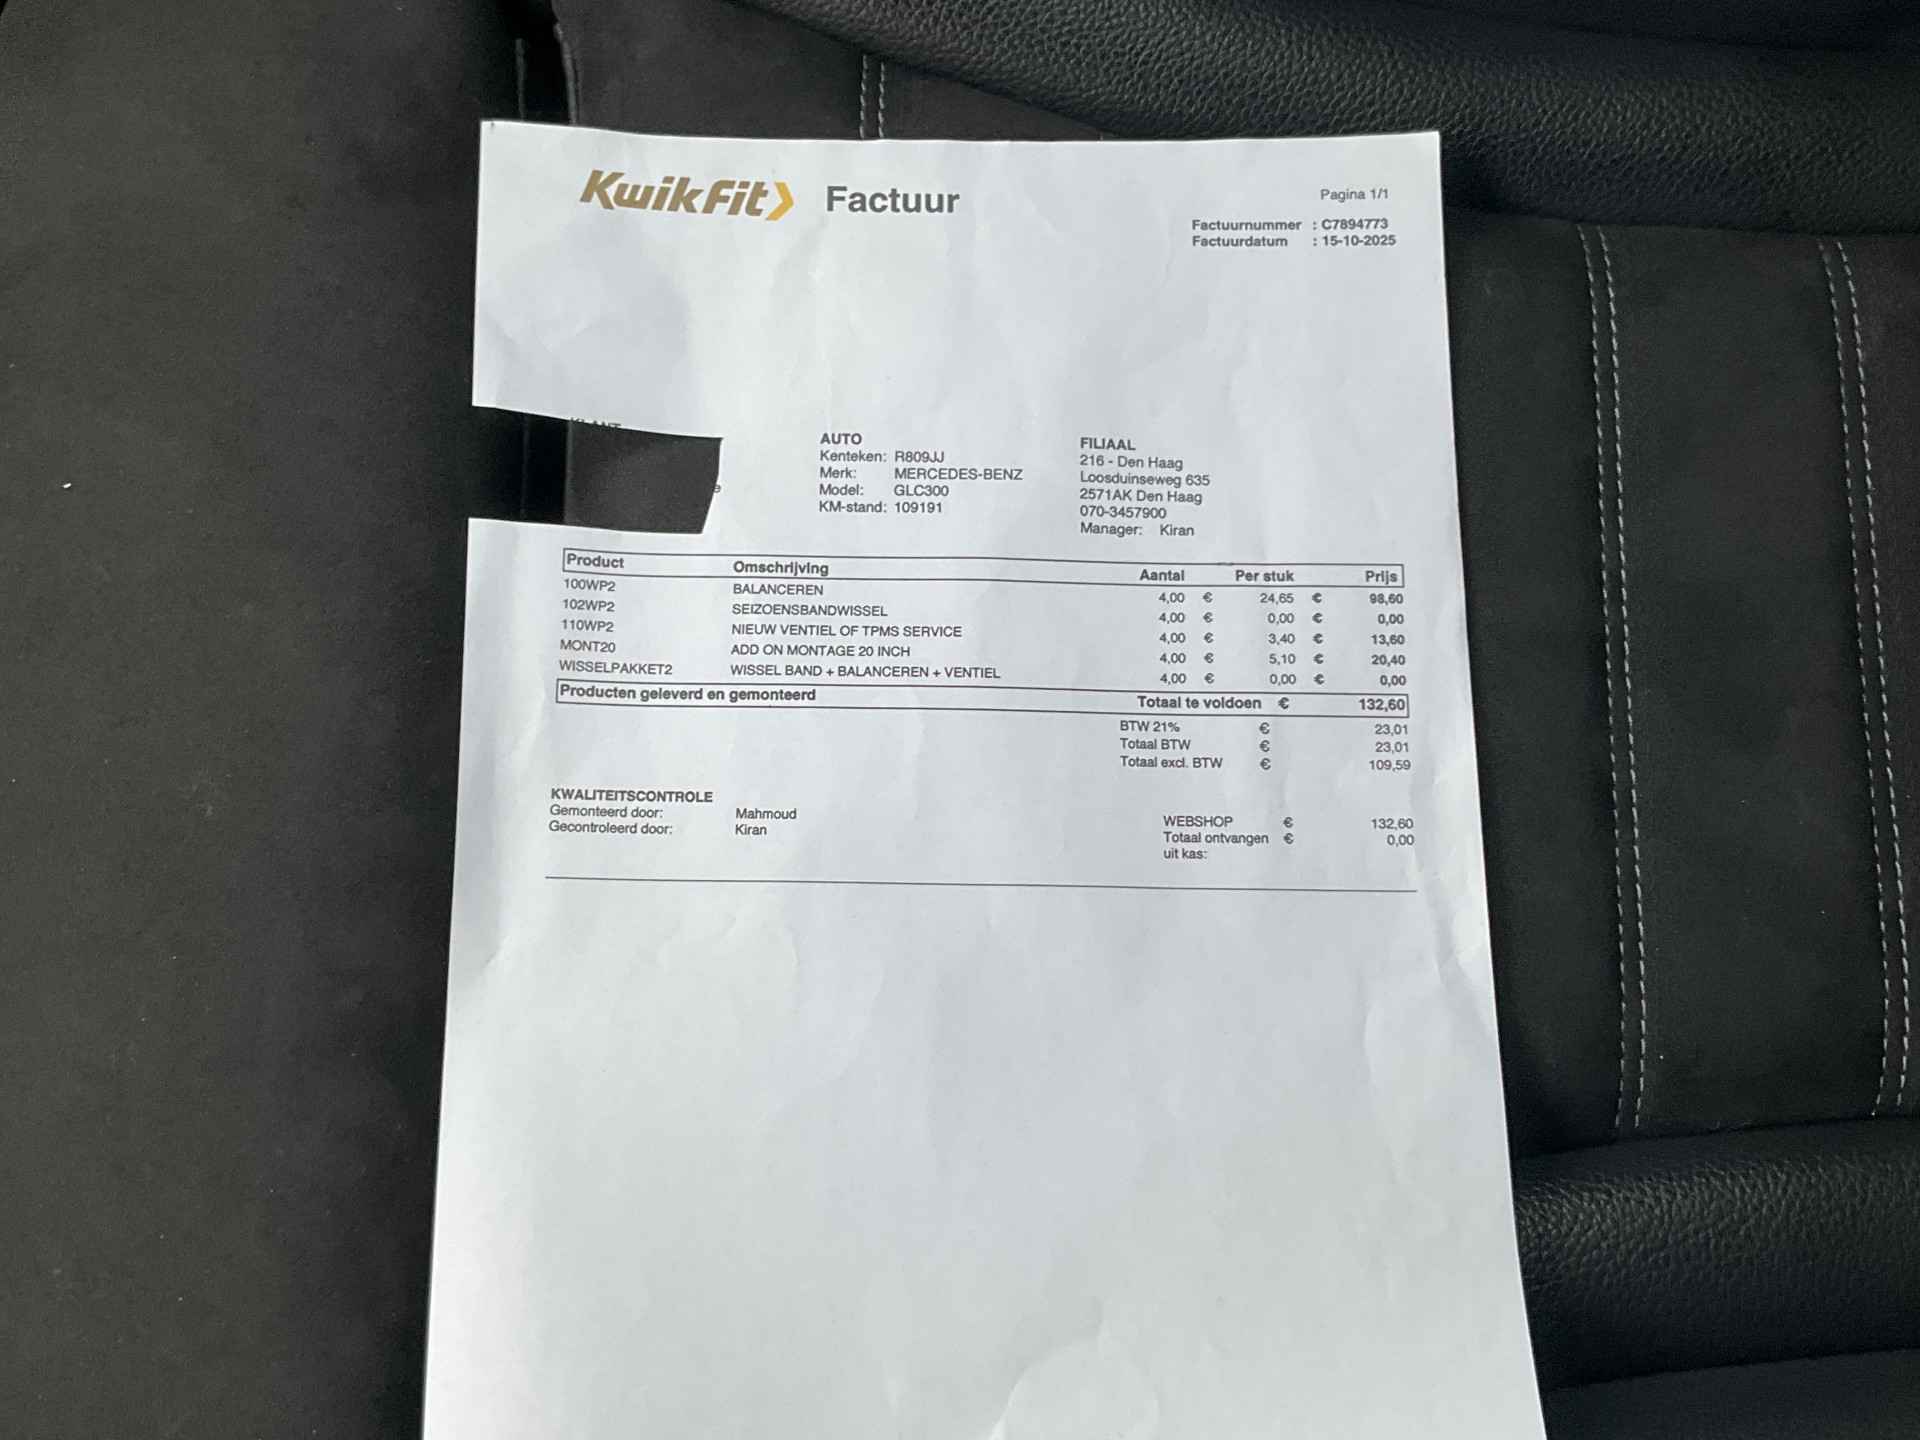 KwikFit Factuur
Pagina 1/1
Factuurnummer : C7894773
Factuurdatum : 15-10-2025
AUTO
Kenteken: R809JJ
Merk: MERCEDES-BENZ
Model: GLC300
KM-stand: 109191
FILIAAL
216 - Den Haag
Loosduinseweg 635
2571AK Den Haag
070-3457900
Manager: Kiran
Product Omschrijving Aantal Per stuk Prijs
100WP2 BALANCEREN 4,00 € 24,65 € 98,60
102WP2 SEIZOENSBANDWISSEL 4,00 € 0,00 € 0,00
110WP2 NIEUW VENTIEL OF TPMS SERVICE 4,00 € 3,40 € 13,60
MONT20 ADD ON MONTAGE 20 INCH 4,00 € 5,10 € 20,40
WISSELPAKKET2 WISSEL BAND + BALANCEREN + VENTIEL 4,00 € 0,00 € 0,00
Producten geleverd en gemonteerd Totaal te voldoen € 132,60
BTW 21% € 23,01
Totaal BTW € 23,01
Totaal excl. BTW € 109,59
KWALITEITSCONTROLE
Gemonteerd door: Mahmoud
Gecontroleerd door: Kiran
WEBSHOP € 132,60
Totaal ontvangen € 0,00
uit kas: